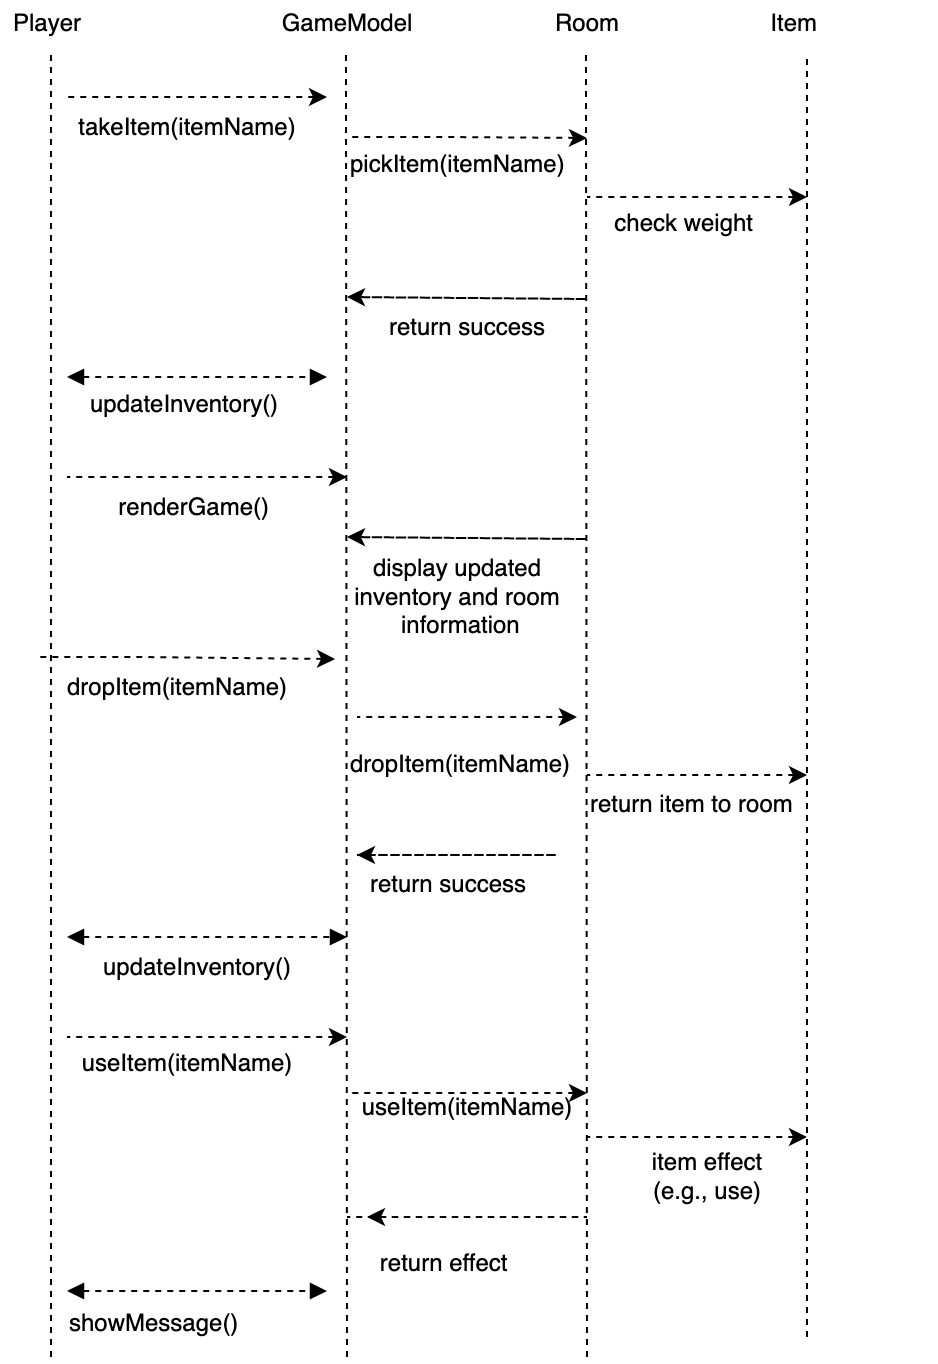 Player GameModel Room Item
takeItem(itemName)
pickItem(itemName)
check weight
return success
updateInventory()
renderGame()
display updated
inventory and room
information
dropItem(itemName)
dropItem(itemName)
return item to room
return success
updateInventory()
useItem(itemName)
useItem(itemName)
item effect
(e.g., use)
return effect
showMessage()